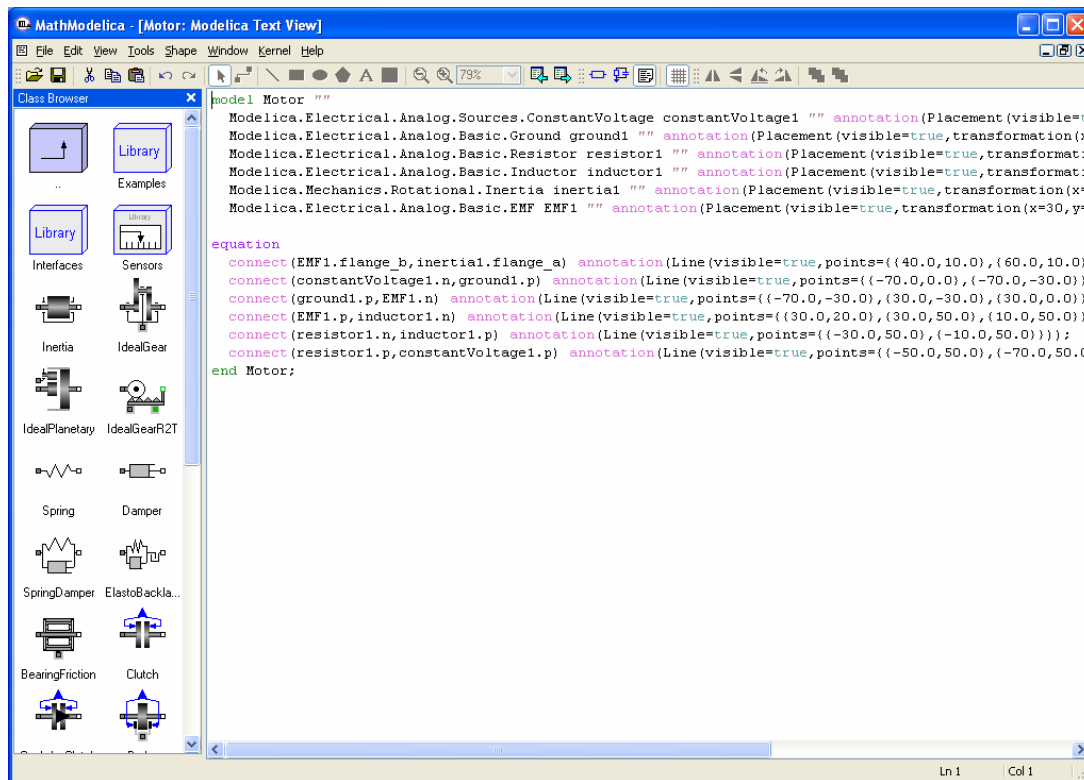 MathModelica - [Motor: Modelica Text View]
File Edit View Tools Shape Window Kernel Help
79%
Class Browser
..
Library
Examples
Library
Interfaces
Library
Sensors
Inertia
IdealGear
IdealPlanetary
IdealGearR2T
Spring
Damper
SpringDamper
ElastoBackla...
BearingFriction
Clutch
model Motor ""
Modelica.Electrical.Analog.Sources.ConstantVoltage constantVoltage1 "" annotation(Placement(visible=t
Modelica.Electrical.Analog.Basic.Ground ground1 "" annotation(Placement(visible=true,transformation(x
Modelica.Electrical.Analog.Basic.Resistor resistor1 "" annotation(Placement(visible=true,transformati
Modelica.Electrical.Analog.Basic.Inductor inductor1 "" annotation(Placement(visible=true,transformati
Modelica.Mechanics.Rotational.Inertia inertia1 "" annotation(Placement(visible=true,transformation(x=
Modelica.Electrical.Analog.Basic.EMF EMF1 "" annotation(Placement(visible=true,transformation(x=30,y=
equation
connect(EMF1.flange_b,inertia1.flange_a) annotation(Line(visible=true,points={{40.0,10.0},{60.0,10.0}
connect(constantVoltage1.n,ground1.p) annotation(Line(visible=true,points={{-70.0,0.0},{-70.0,-30.0}
connect(ground1.p,EMF1.n) annotation(Line(visible=true,points={{-70.0,-30.0},{30.0,-30.0},{30.0,0.0}}
connect(EMF1.p,inductor1.n) annotation(Line(visible=true,points={{30.0,20.0},{30.0,50.0},{10.0,50.0}}
connect(resistor1.n,inductor1.p) annotation(Line(visible=true,points={{-30.0,50.0},{-10.0,50.0}}));
connect(resistor1.p,constantVoltage1.p) annotation(Line(visible=true,points={{-50.0,50.0},{-70.0,50.0
end Motor;
Ln 1 Col 1